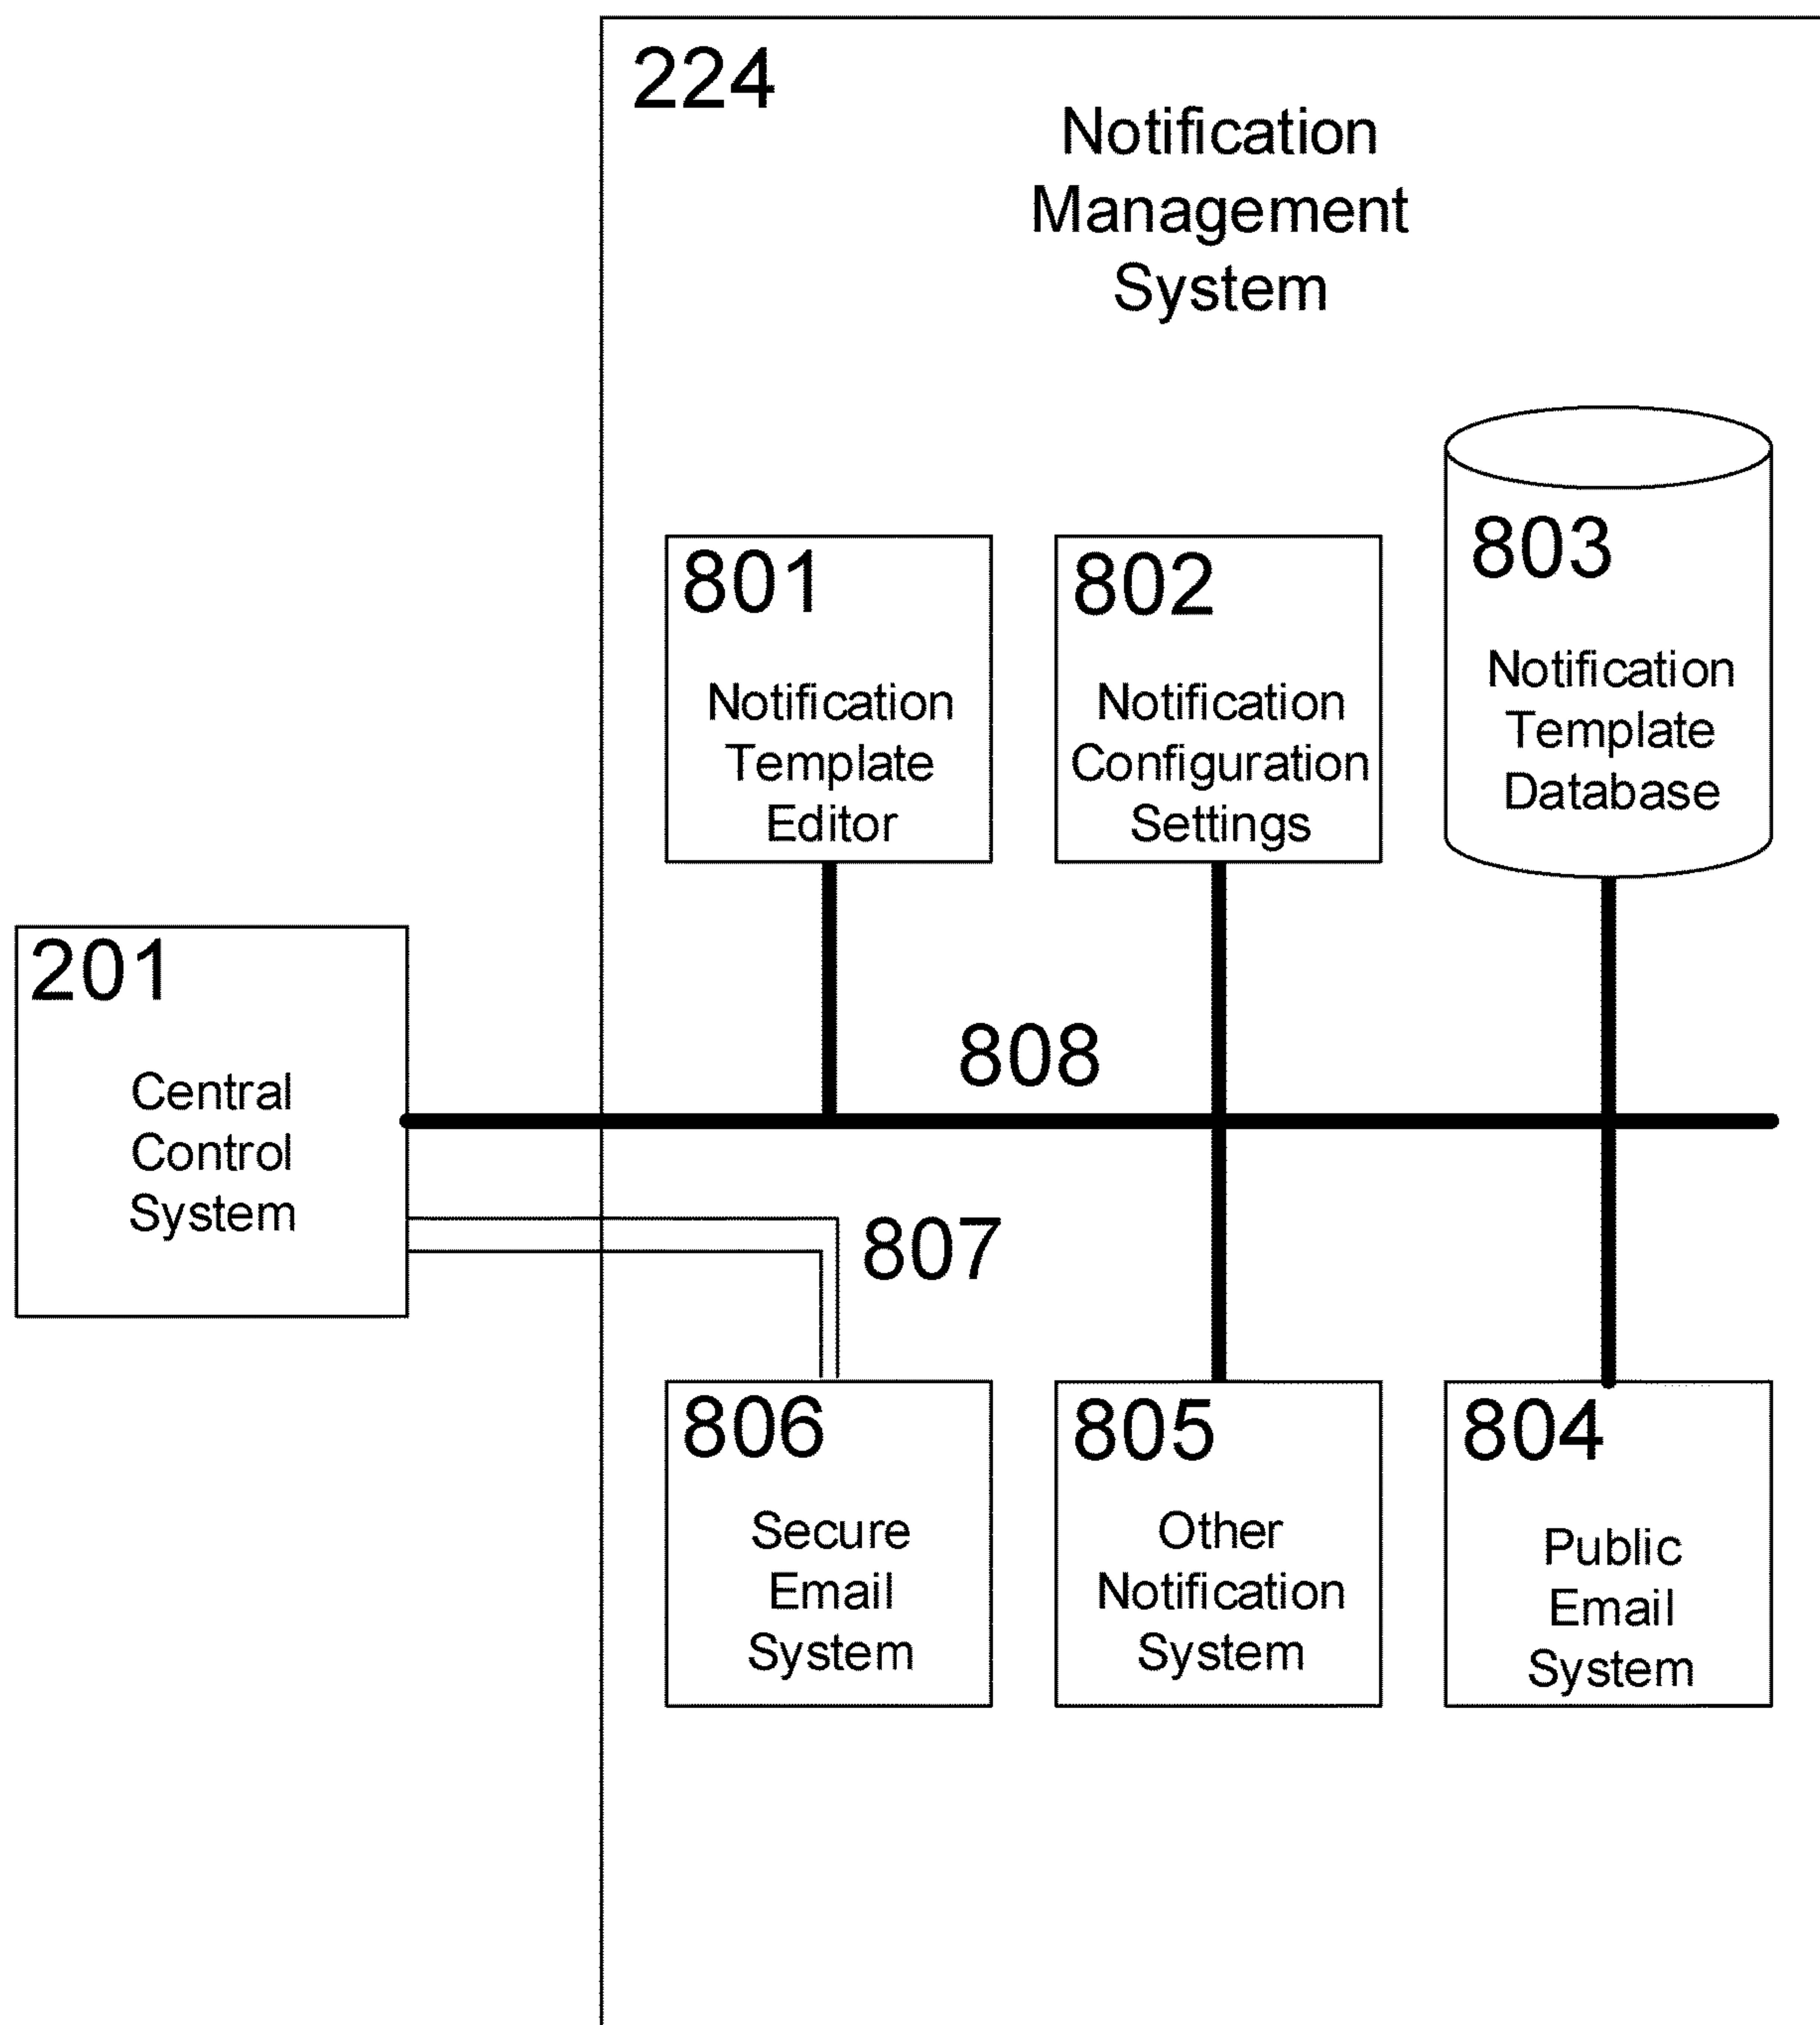 224
Notification
Management
System
801
Notification
Template
Editor
802
Notification
Configuration
Settings
803
Notification
Template
Database
201
Central
Control
System
808
807
806
Secure
Email
System
805
Other
Notification
System
804
Public
Email
System